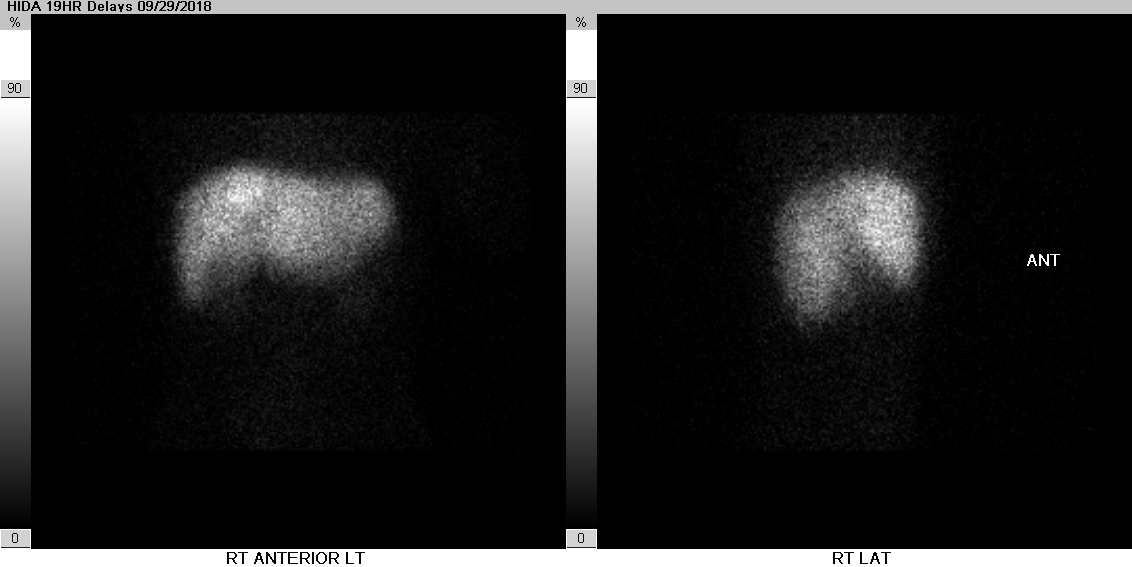 HIDA 19HR Delays 09/29/2018
% %
90 90
ANT
0 0
RT ANTERIOR LT RT LAT